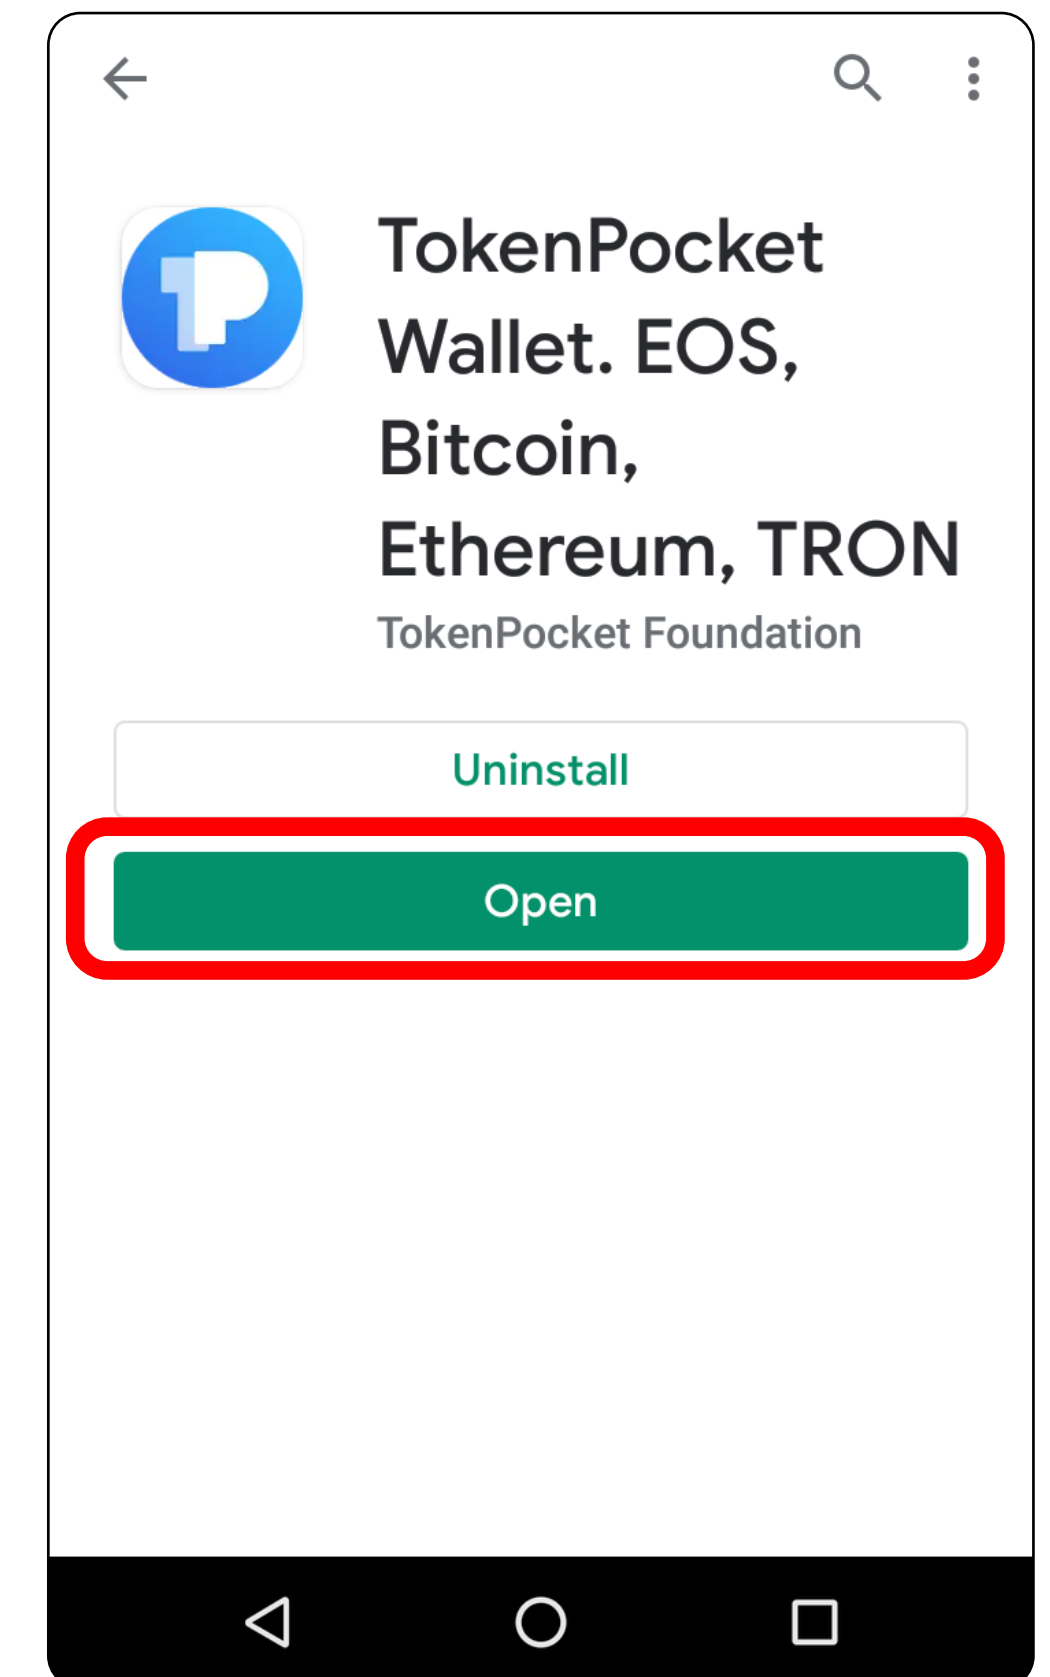 TokenPocket
Wallet. EOS,
Bitcoin,
Ethereum, TRON
TokenPocket Foundation
Uninstall
Open